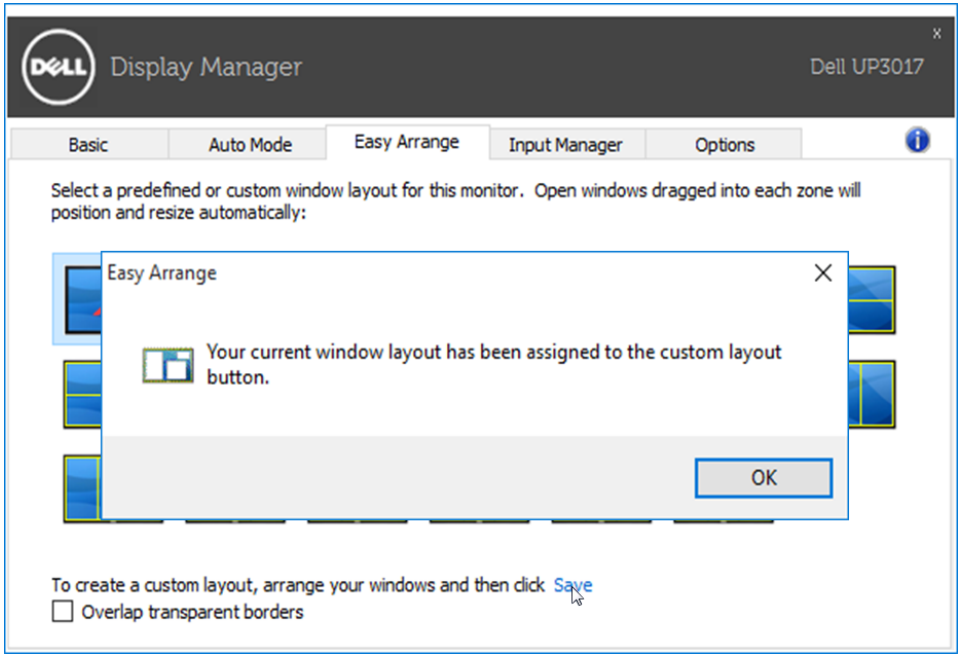 DELL
Display Manager
x
Dell UP3017
Basic
Auto Mode
Easy Arrange
Input Manager
Options
i
Select a predefined or custom window layout for this monitor. Open windows dragged into each zone will
position and resize automatically:
Easy Arrange
Your current window layout has been assigned to the custom layout
button.
OK
To create a custom layout, arrange your windows and then click Save
Overlap transparent borders